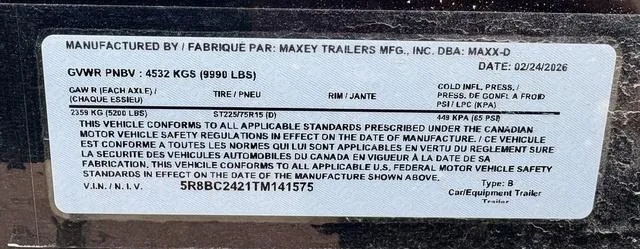 MANUFACTURED BY / FABRIQUÉ PAR: MAXEY TRAILERS MFG., INC. DBA: MAXX-D
GVWR PNBV : 4532 KGS (9990 LBS)
DATE: 02/24/2026
GAW R (EACH AXLE) /
(CHAQUE ESSIEU)
TIRE / PNEU
RIM / JANTE
COLD INFL. PRESS. /
PRESS. DE GONFL A FROID
PSI / LPC (KPA)
2359 KG (5200 LBS)
ST225/75R15 (D)
449 KPA (65 PSI)
THIS VEHICLE CONFORMS TO ALL APPLICABLE STANDARDS PRESCRIBED UNDER THE CANADIAN
MOTOR VEHICLE SAFETY REGULATIONS IN EFFECT ON THE DATE OF MANUFACTURE. / CE VEHICULE
EST CONFORME A TOUTES LES NORMES QUI LUI SONT APPLICABLES EN VERTU DU REGLEMENT SURE
LA SECURITE DES VEHICULES AUTOMOBILES DU CANADA EN VIGUEUR À LA DATE DE SA
FABRICATION. THIS VEHICILE CONFORMS TO ALL APPLICABLE U.S. FEDERAL MOTOR VEHICLE SAFETY
STANDARDS IN EFFECT ON THE DATE OF THE MANUFACTURE SHOWN ABOVE.
V.I.N. / N.I.V. 5R8BC2421TM141575
Type: B
Car/Equipment Trailer
Trailer